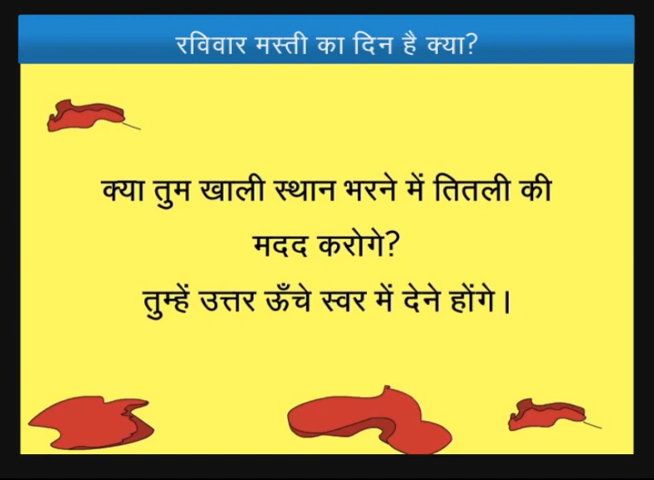 रविवार मस्ती का दिन है क्या?
क्या तुम खाली स्थान भरने में तितली की
मदद करोगे?
तुम्हें उत्तर ऊँचे स्वर में देने होंगे।